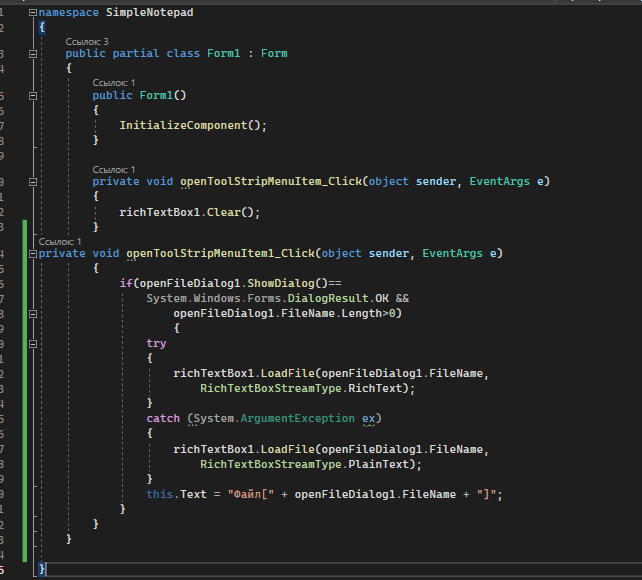 1 namespace SimpleNotepad
2 {
Ссылок: 3
3 public partial class Form1 : Form
4 {
Ссылок: 1
5 public Form1()
6 {
7 InitializeComponent();
8 }
9
Ссылок: 1
0 private void openToolStripMenuItem_Click(object sender, EventArgs e)
1 {
2 richTextBox1.Clear();
3 }
Ссылок: 1
4 private void openToolStripMenuItem1_Click(object sender, EventArgs e)
5 {
6 if(openFileDialog1.ShowDialog()==
7 System.Windows.Forms.DialogResult.OK &&
8 openFileDialog1.FileName.Length>0)
9 {
0 try
1 {
2 richTextBox1.LoadFile(openFileDialog1.FileName,
3 RichTextBoxStreamType.RichText);
4 }
5 catch (System.ArgumentException ex)
6 {
7 richTextBox1.LoadFile(openFileDialog1.FileName,
8 RichTextBoxStreamType.PlainText);
9 }
0 this.Text = "Файл[" + openFileDialog1.FileName + "]";
1 }
2 }
3 }
4
5 }